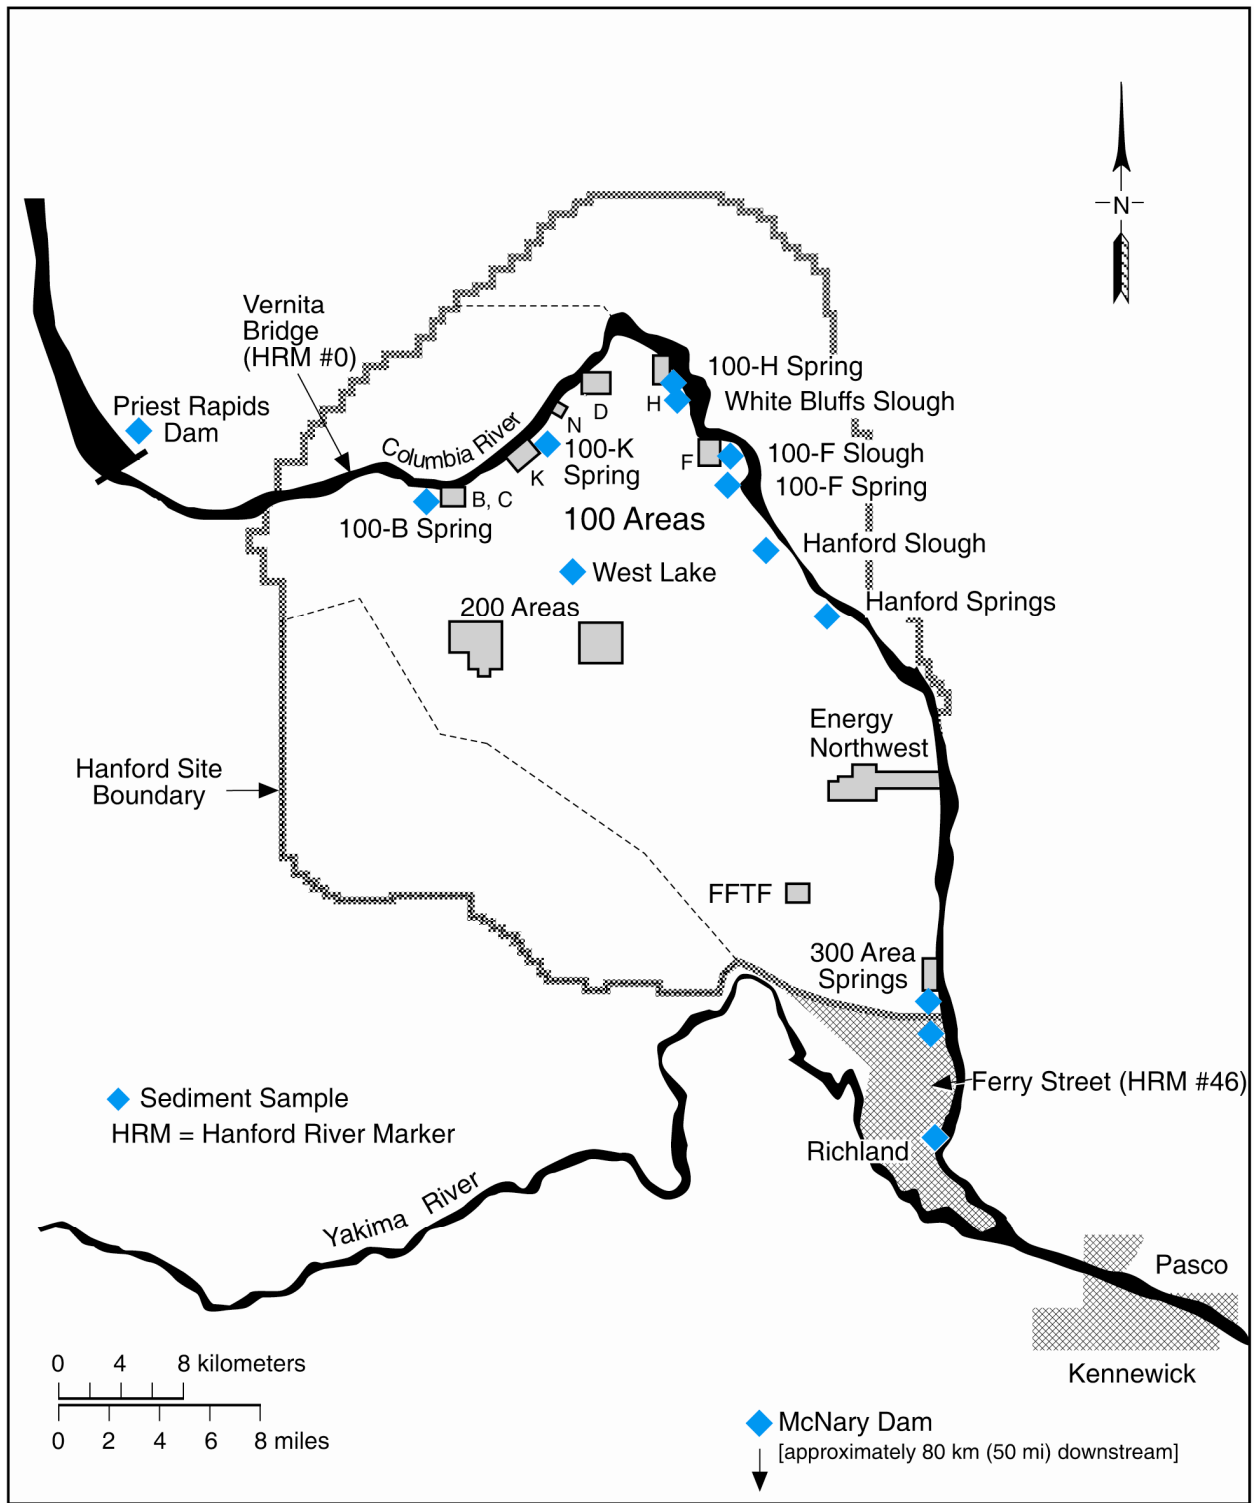 N
Vernita
Bridge
(HRM #0)
Priest Rapids
Dam
100-H Spring
White Bluffs Slough
H
D
N
Columbia River
100-K
Spring
K
F
100-F Slough
100-F Spring
B, C
100-B Spring
100 Areas
Hanford Slough
West Lake
Hanford Springs
200 Areas
Energy
Northwest
Hanford Site
Boundary
FFTF
300 Area
Springs
Ferry Street (HRM #46)
Sediment Sample
HRM = Hanford River Marker
Richland
Yakima River
Pasco
Kennewick
0 4 8 kilometers
0 2 4 6 8 miles
McNary Dam
[approximately 80 km (50 mi) downstream]